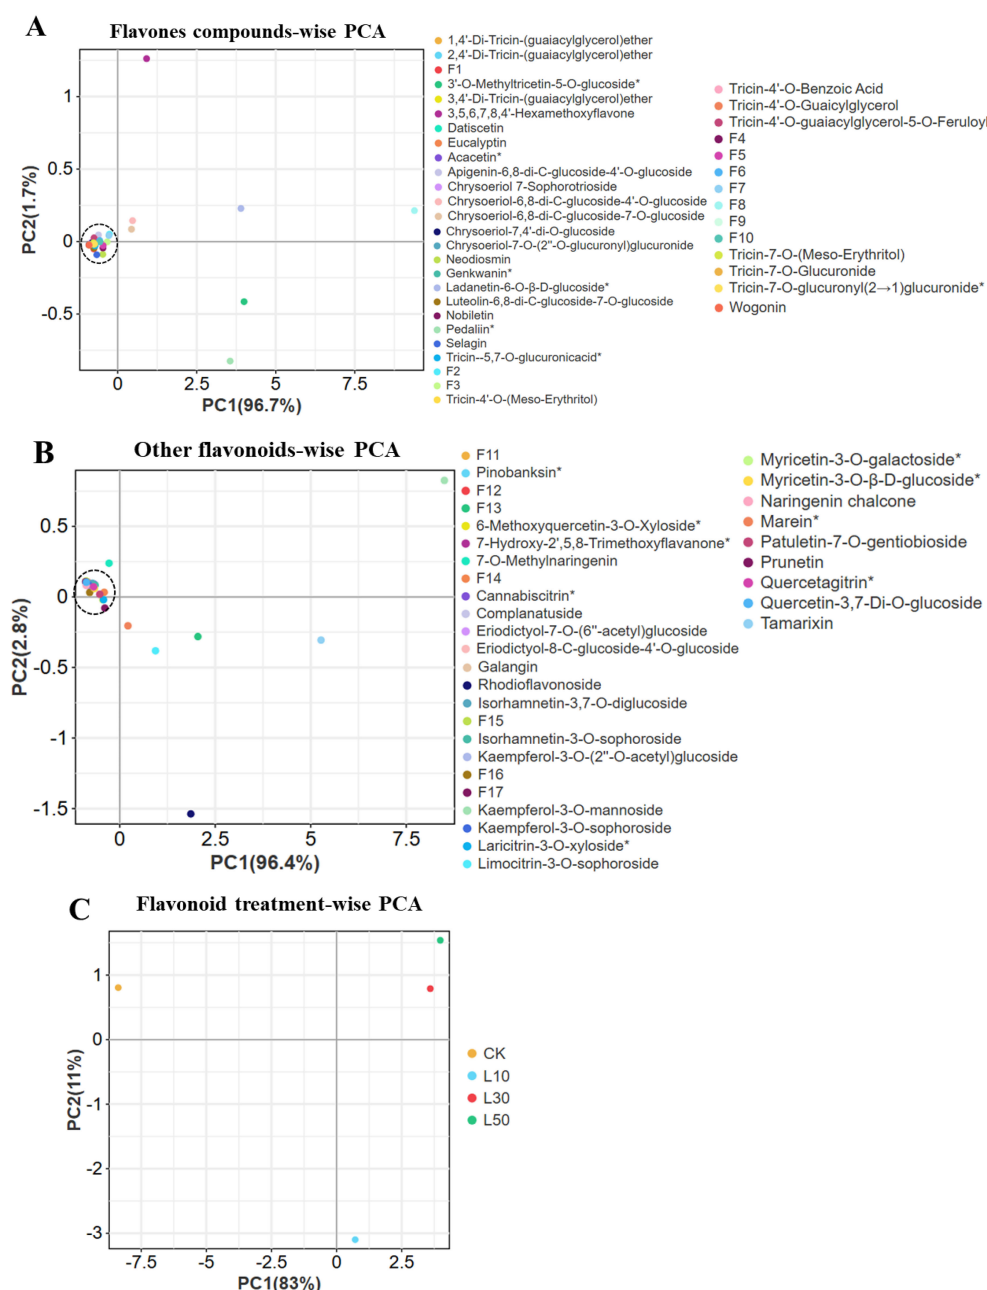 A
Flavones compounds-wise PCA
1
0.5
0
-0.5
PC2(1.7%)
0
2.5
5
7.5
PC1(96.7%)
1,4'-Di-Tricin-(guaiacylglycerol)ether
2,4'-Di-Tricin-(guaiacylglycerol)ether
F1
3'-O-Methyltricetin-5-O-glucoside*
3,4'-Di-Tricin-(guaiacylglycerol)ether
3,5,6,7,8,4'-Hexamethoxyflavone
Datiscetin
Eucalyptin
Acacetin*
Apigenin-6,8-di-C-glucoside-4'-O-glucoside
Chrysoeriol 7-Sophorotrioside
Chrysoeriol-6,8-di-C-glucoside-4'-O-glucoside
Chrysoeriol-6,8-di-C-glucoside-7-O-glucoside
Chrysoeriol-7,4'-di-O-glucoside
Chrysoeriol-7-O-(2"-O-glucuronyl)glucuronide
Neodiosmin
Genkwanin*
Ladanetin-6-O-β-D-glucoside*
Luteolin-6,8-di-C-glucoside-7-O-glucoside
Nobiletin
Pedaliin*
Selagin
Tricin--5,7-O-glucuronicacid*
F2
F3
Tricin-4'-O-(Meso-Erythritol)
Tricin-4'-O-Benzoic Acid
Tricin-4'-O-Guaicylglycerol
Tricin-4'-O-guaiacylglycerol-5-O-Feruloyl
F4
F5
F6
F7
F8
F9
F10
Tricin-7-O-(Meso-Erythritol)
Tricin-7-O-Glucuronide
Tricin-7-O-glucuronyl(2→1)glucuronide*
Wogonin
B
Other flavonoids-wise PCA
0.5
0
-0.5
-1
-1.5
PC2(2.8%)
0
2.5
5
7.5
PC1(96.4%)
F11
Pinobanksin*
F12
F13
6-Methoxyquercetin-3-O-Xyloside*
7-Hydroxy-2',5,8-Trimethoxyflavanone*
7-O-Methylnaringenin
F14
Cannabiscitrin*
Complanatuside
Eriodictyol-7-O-(6"-acetyl)glucoside
Eriodictyol-8-C-glucoside-4'-O-glucoside
Galangin
Rhodioflavonoside
Isorhamnetin-3,7-O-diglucoside
F15
Isorhamnetin-3-O-sophoroside
Kaempferol-3-O-(2"-O-acetyl)glucoside
F16
F17
Kaempferol-3-O-mannoside
Kaempferol-3-O-sophoroside
Laricitrin-3-O-xyloside*
Limocitrin-3-O-sophoroside
Myricetin-3-O-galactoside*
Myricetin-3-O-β-D-glucoside*
Naringenin chalcone
Marein*
Patuletin-7-O-gentiobioside
Prunetin
Quercetagitrin*
Quercetin-3,7-Di-O-glucoside
Tamarixin
C
Flavonoid treatment-wise PCA
1
0
-1
-2
-3
PC2(11%)
-7.5
-5
-2.5
0
2.5
PC1(83%)
CK
L10
L30
L50